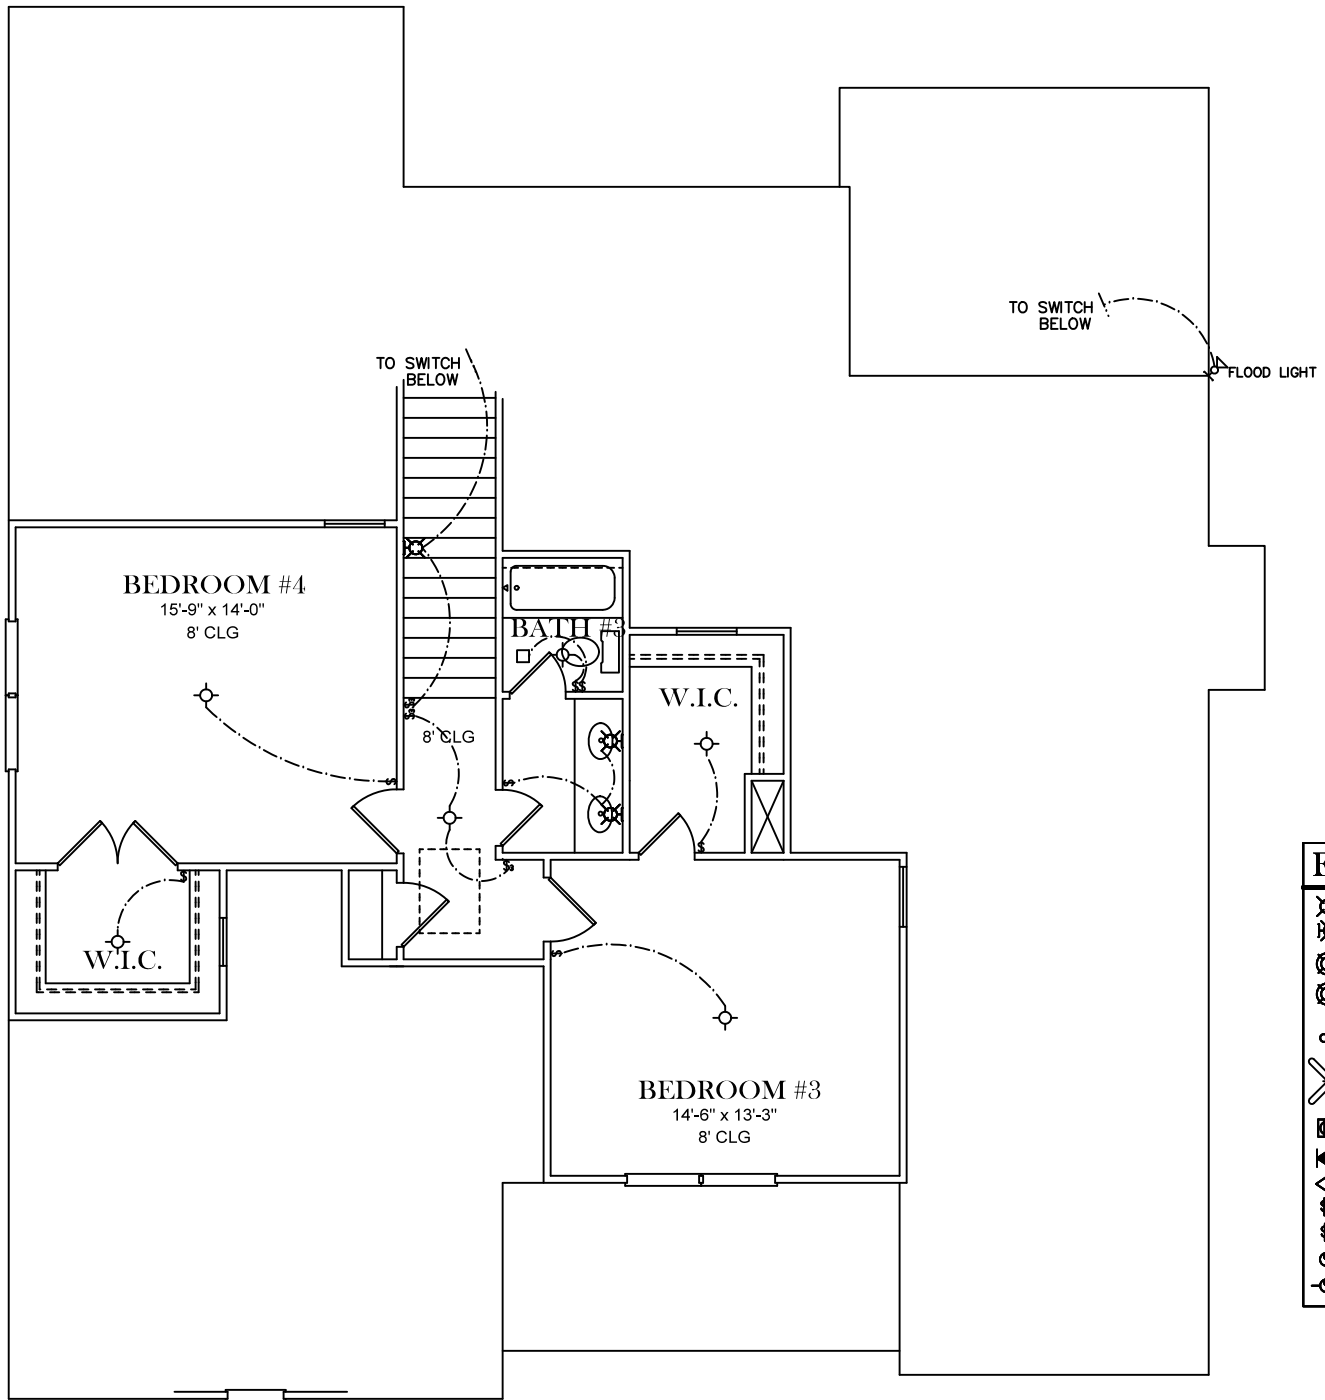 TO SWITCH
BELOW
FLOOD LIGHT
TO SWITCH
BELOW
BEDROOM #4
15'-9" x 14'-0"
8' CLG
BATH #3
W.I.C.
8' CLG
W.I.C.
BEDROOM #3
14'-6" x 13'-3"
8' CLG